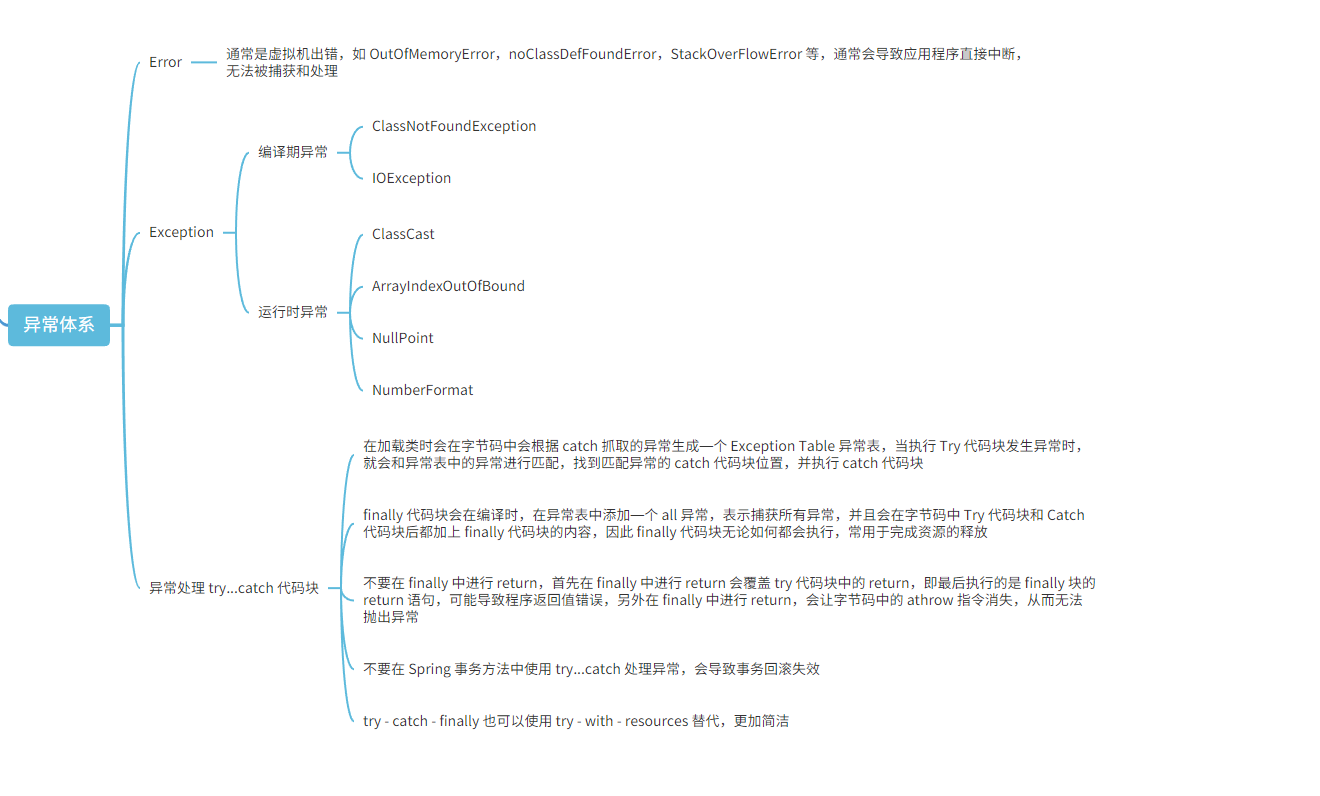 异常体系
Error
通常是虚拟机出错，如 OutOfMemoryError，noClassDefFoundError，StackOverFlowError 等，通常会导致应用程序直接中断，
无法被捕获和处理
Exception
编译期异常
ClassNotFoundException
IOException
运行时异常
ClassCast
ArrayIndexOutOfBound
NullPoint
NumberFormat
异常处理 try...catch 代码块
在加载类时会在字节码中会根据 catch 抓取的异常生成一个 Exception Table 异常表，当执行 Try 代码块发生异常时，
就会和异常表中的异常进行匹配，找到匹配异常的 catch 代码块位置，并执行 catch 代码块
finally 代码块会在编译时，在异常表中添加一个 all 异常，表示捕获所有异常，并且会在字节码中 Try 代码块和 Catch
代码块后都加上 finally 代码块的内容，因此 finally 代码块无论如何都会执行，常用于完成资源的释放
不要在 finally 中进行 return，首先在 finally 中进行 return 会覆盖 try 代码块中的 return，即最后执行的是 finally 块的
return 语句，可能导致程序返回值错误，另外在 finally 中进行 return，会让字节码中的 athrow 指令消失，从而无法
抛出异常
不要在 Spring 事务方法中使用 try...catch 处理异常，会导致事务回滚失效
try - catch - finally 也可以使用 try - with - resources 替代，更加简洁